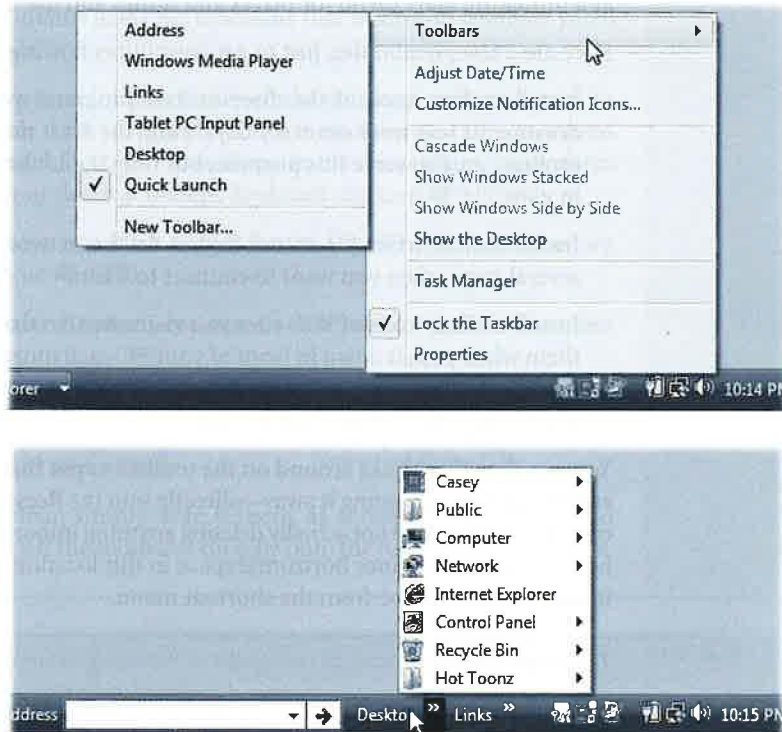 Address
Windows Media Player
Links
Tablet PC Input Panel
Desktop
Quick Launch
New Toolbar...
Toolbars
Adjust Date/Time
Customize Notification Icons...
Cascade Windows
Show Windows Stacked
Show Windows Side by Side
Show the Desktop
Task Manager
Lock the Taskbar
Properties
orer
10:14 PM
Casey
Public
Computer
Network
Internet Explorer
Control Panel
Recycle Bin
Hot Toonz
ddress Deskto » Links » 10:15 PM